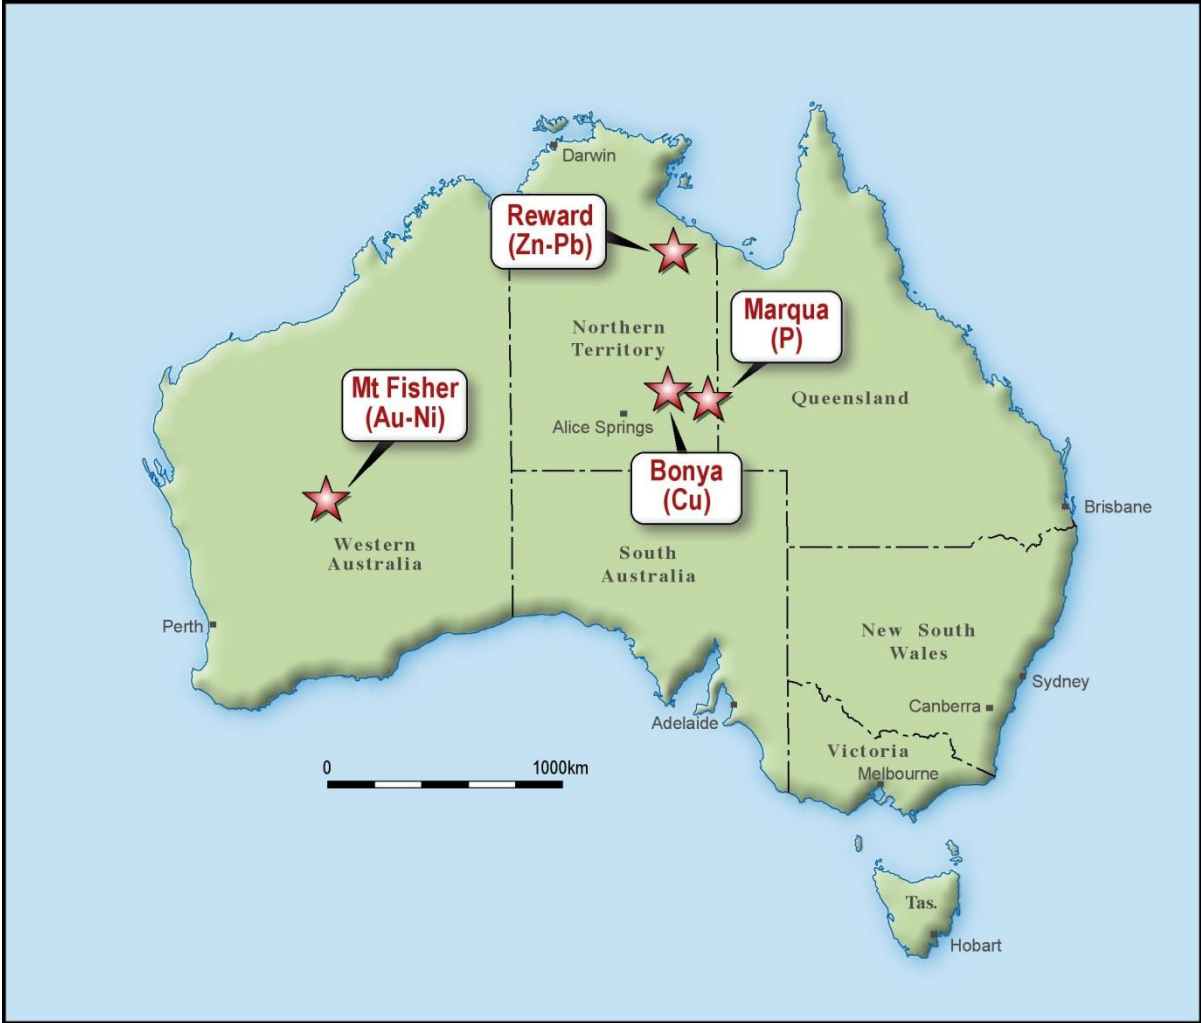 Darwin
Reward
(Zn-Pb)
Marqua
(P)
Northern
Territory
Mt Fisher
(Au-Ni)
Queensland
Alice Springs
Bonya
(Cu)
Brisbane
Western
Australia
South
Australia
Perth
New South
Wales
Sydney
Canberra
Adelaide
Victoria
Melbourne
0 1000km
Tas.
Hobart